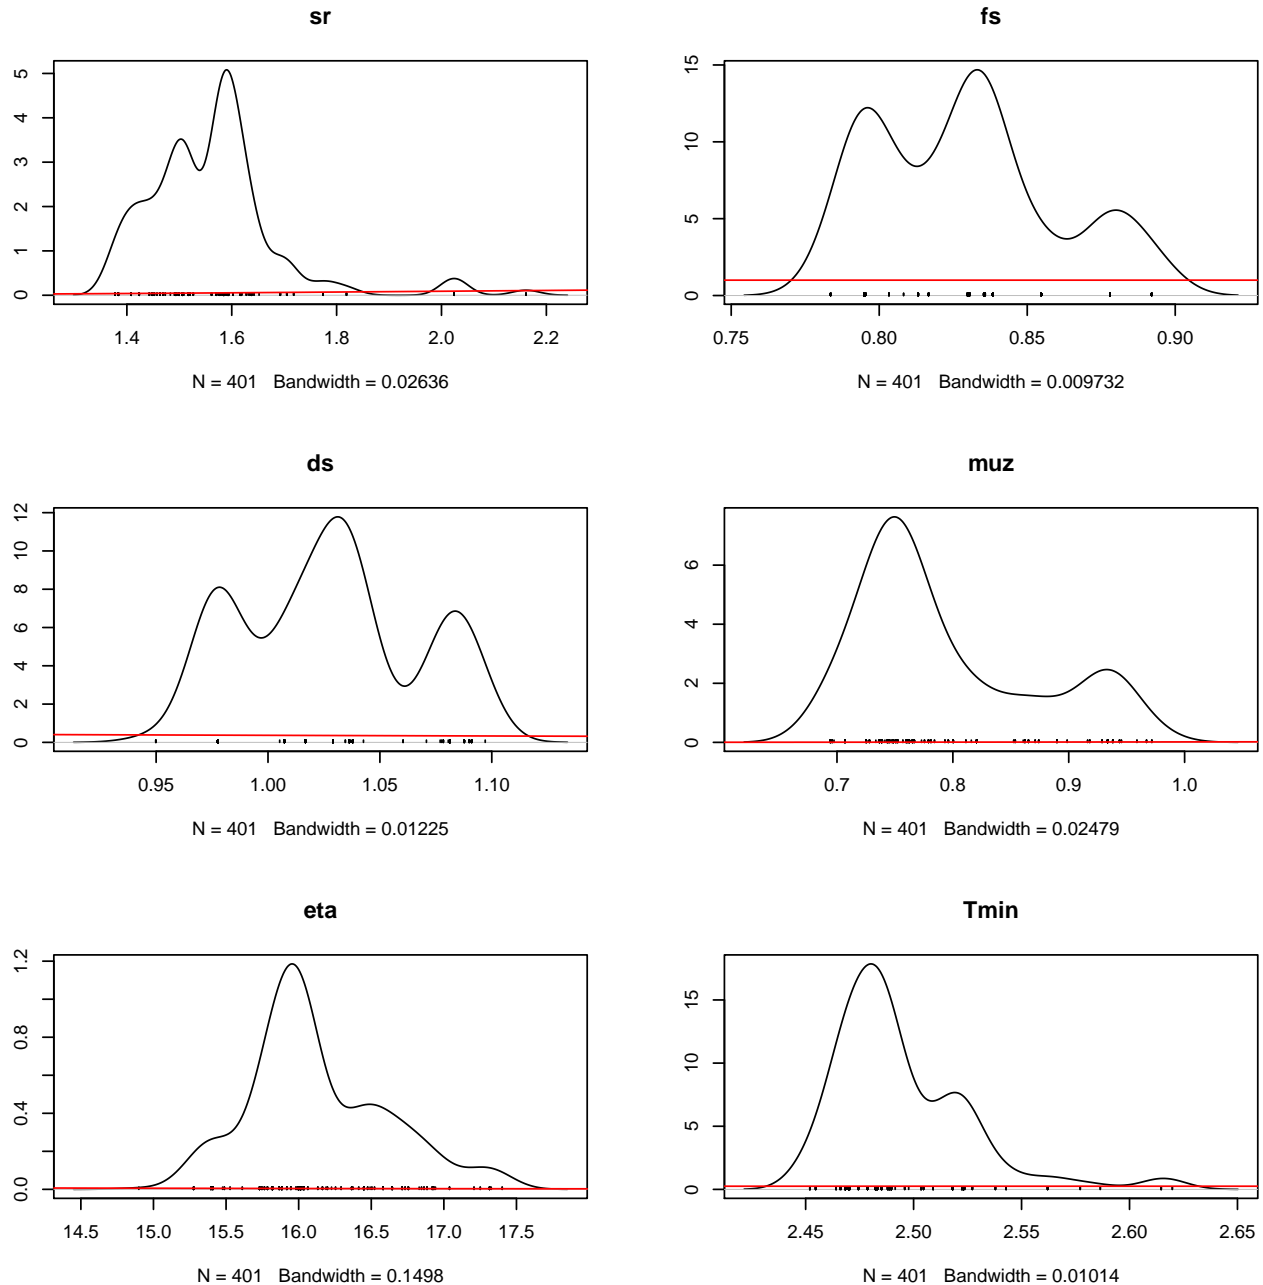 sr
0 1 2 3 4 5
1.4 1.6 1.8 2.0 2.2
N = 401 Bandwidth = 0.02636
fs
0 5 10 15
0.75 0.80 0.85 0.90
N = 401 Bandwidth = 0.009732
ds
0 2 4 6 8 10 12
0.95 1.00 1.05 1.10
N = 401 Bandwidth = 0.01225
muz
0 2 4 6
0.7 0.8 0.9 1.0
N = 401 Bandwidth = 0.02479
eta
0.0 0.4 0.8 1.2
14.5 15.0 15.5 16.0 16.5 17.0 17.5
N = 401 Bandwidth = 0.1498
Tmin
0 5 10 15
2.45 2.50 2.55 2.60 2.65
N = 401 Bandwidth = 0.01014